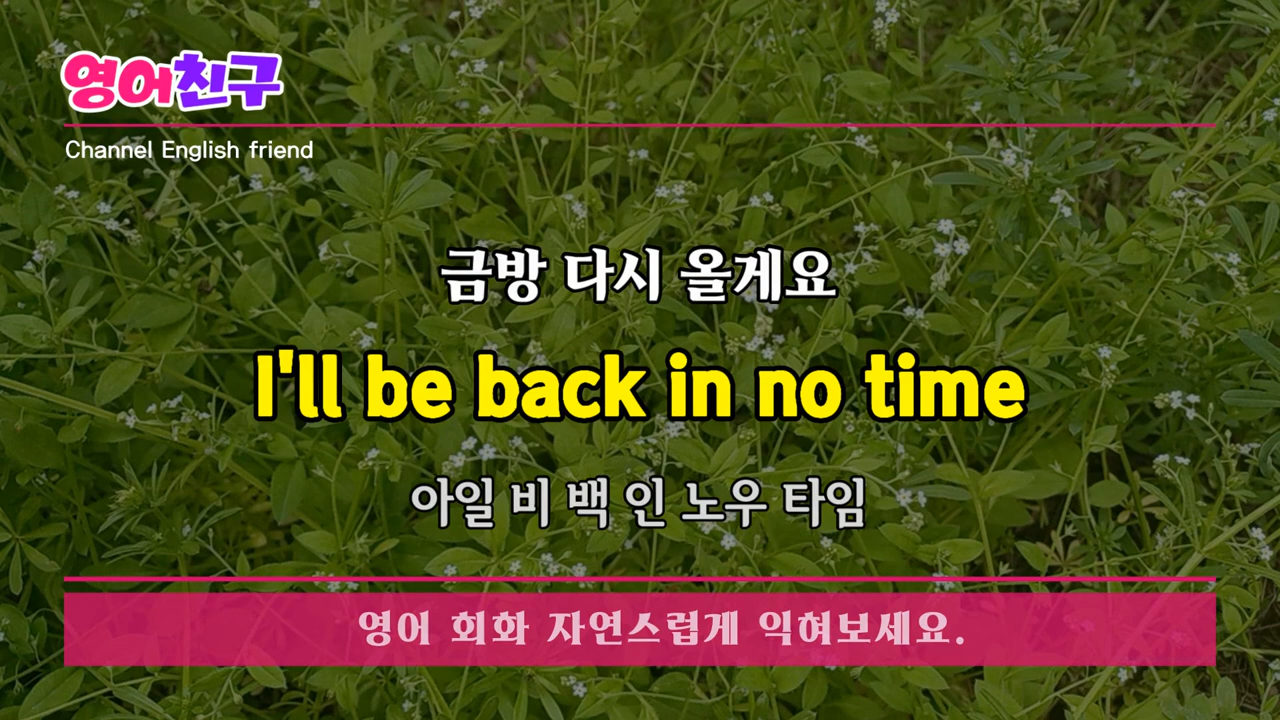 영어친구
Channel English friend
금방 다시 올게요
I'll be back in no time
아일 비 백 인 노우 타임
영어 회화 자연스럽게 익혀보세요.